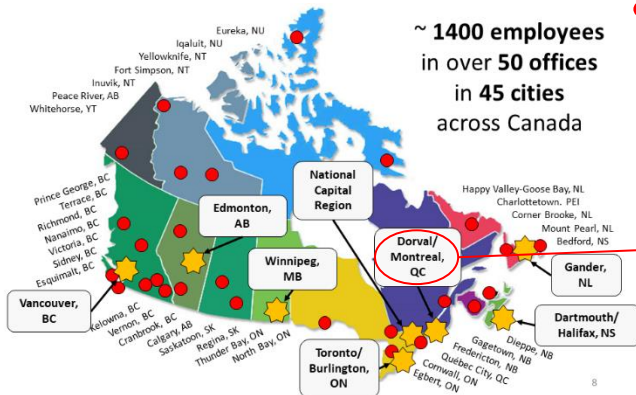 Eureka, NU
Iqaluit, NU
Yellowknife, NT
Fort Simpson, NT
Inuvik, NT
Peace River, AB
Whitehorse, YT
~ 1400 employees
in over 50 offices
in 45 cities
across Canada
Prince George, BC
Terrace, BC
Richmond, BC
Nanaimo, BC
Victoria, BC
Sidney, BC
Esquimalt, BC
Vancouver,
BC
Edmonton,
AB
Winnipeg,
MB
National
Capital
Region
Dorval/
Montreal,
QC
Happy Valley-Goose Bay, NL
Charlottetown. PEI
Corner Brooke, NL
Mount Pearl, NL
Bedford, NS
Gander,
NL
Dartmouth/
Halifax, NS
Kelowna, BC
Vernon, BC
Cranbrook, BC
Calgary, AB
Saskatoon, SK
Regina, SK
Thunder Bay, ON
North Bay, ON
Toronto/
Burlington,
ON
Dieppe, NB
Gagetown, NB
Fredericton, NB
Québec City, QC
Cornwall, ON
Egbert, ON
8